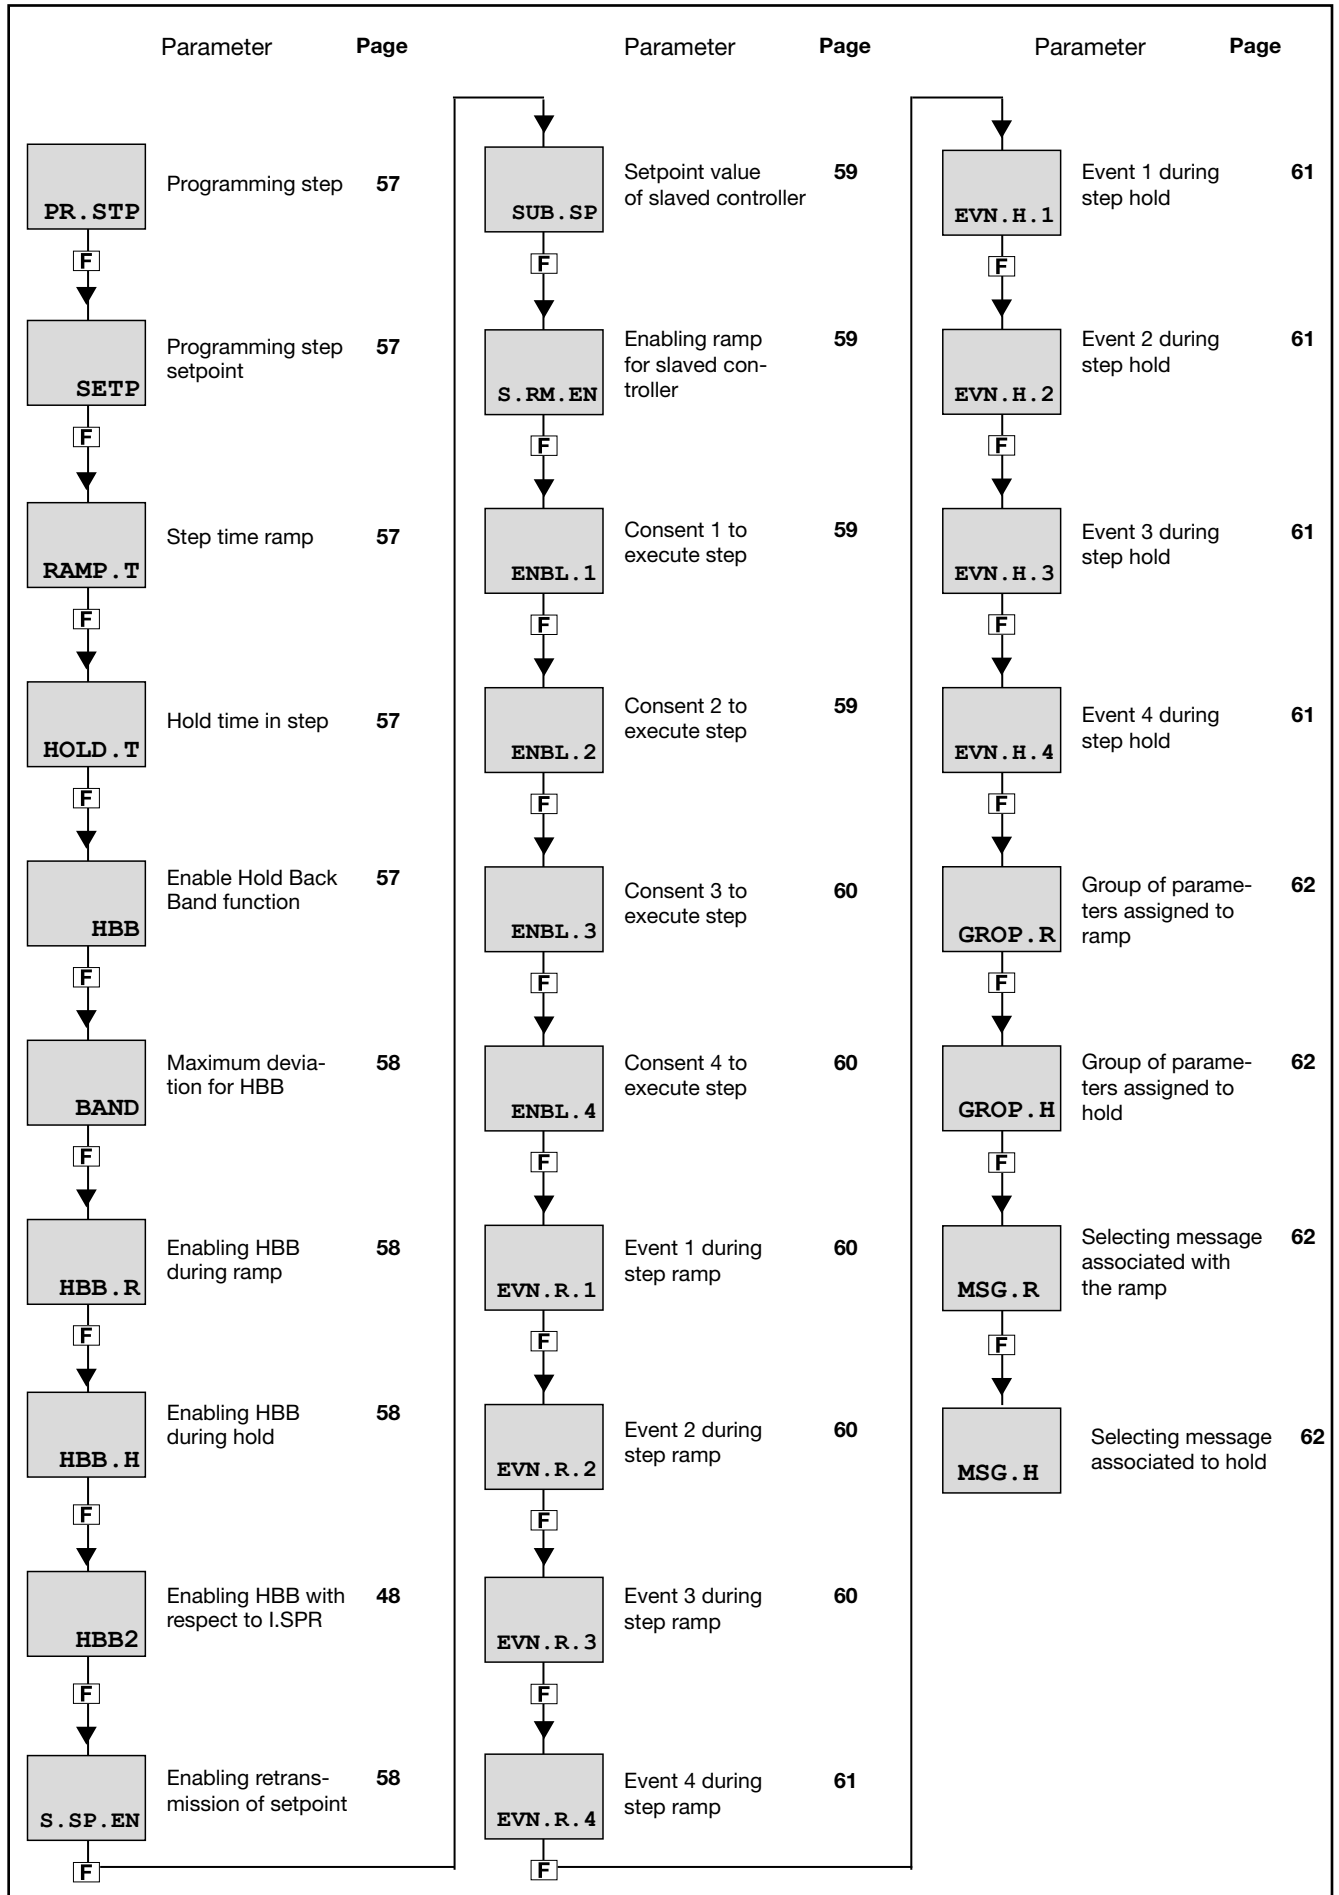 Parameter Page
PR.STP
Programming step 57
F
SETP
Programming step 57
setpoint
F
RAMP.T
Step time ramp 57
F
HOLD.T
Hold time in step 57
F
HBB
Enable Hold Back 57
Band function
F
BAND
Maximum devia- 58
tion for HBB
F
HBB.R
Enabling HBB 58
during ramp
F
HBB.H
Enabling HBB 58
during hold
F
HBB2
Enabling HBB with 48
respect to I.SPR
F
S.SP.EN
Enabling retrans- 58
mission of setpoint
F
Parameter Page
SUB.SP
Setpoint value 59
of slaved controller
F
S.RM.EN
Enabling ramp 59
for slaved con-
troller
F
ENBL.1
Consent 1 to 59
execute step
F
ENBL.2
Consent 2 to 59
execute step
F
ENBL.3
Consent 3 to 60
execute step
F
ENBL.4
Consent 4 to 60
execute step
F
EVN.R.1
Event 1 during 60
step ramp
F
EVN.R.2
Event 2 during 60
step ramp
F
EVN.R.3
Event 3 during 60
step ramp
F
EVN.R.4
Event 4 during 61
step ramp
F
Parameter Page
EVN.H.1
Event 1 during 61
step hold
F
EVN.H.2
Event 2 during 61
step hold
F
EVN.H.3
Event 3 during 61
step hold
F
EVN.H.4
Event 4 during 61
step hold
F
GROP.R
Group of parame- 62
ters assigned to
ramp
F
GROP.H
Group of parame- 62
ters assigned to
hold
F
MSG.R
Selecting message 62
associated with
the ramp
F
MSG.H
Selecting message 62
associated to hold